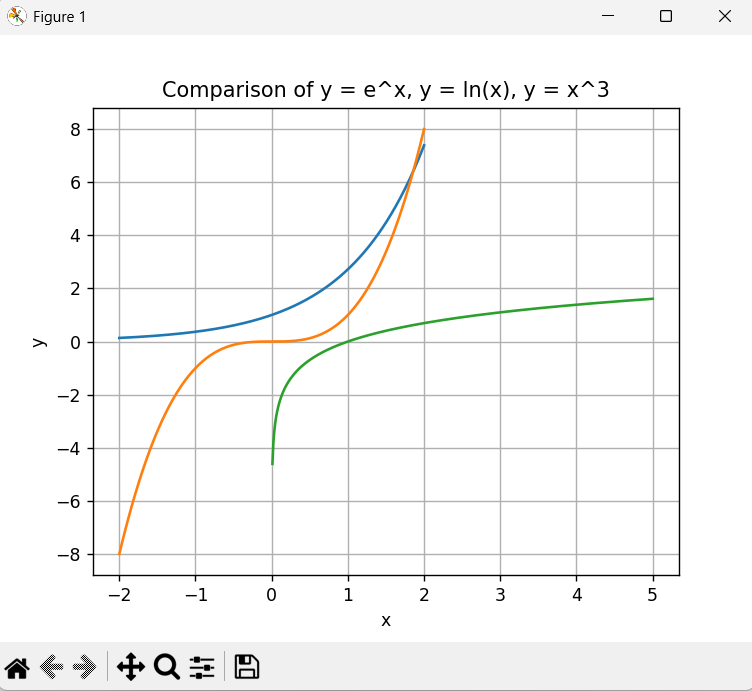 Figure 1
Comparison of y = e^x, y = ln(x), y = x^3
8
6
4
2
0
−2
−4
−6
−8
y
−2 −1 0 1 2 3 4 5
x